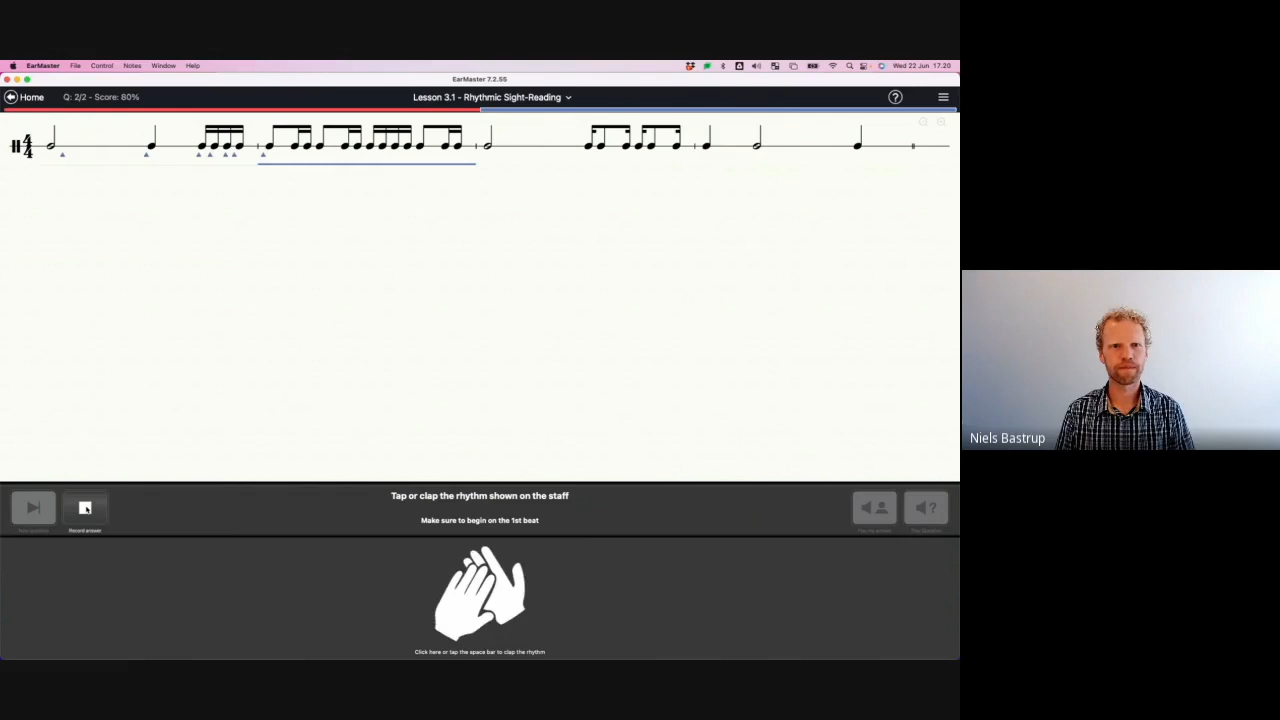 EarMaster File Control Notes Window Help Wed 22 Jun 17.20
EarMaster 7.2.55
Home Q: 2/2 - Score: 80% Lesson 3.1 - Rhythmic Sight-Reading ?
4
4
Tap or clap the rhythm shown on the staff
?
Make sure to begin on the 1st beat
Record answer
Click here or tap the space bar to clap the rhythm
Niels Bastrup